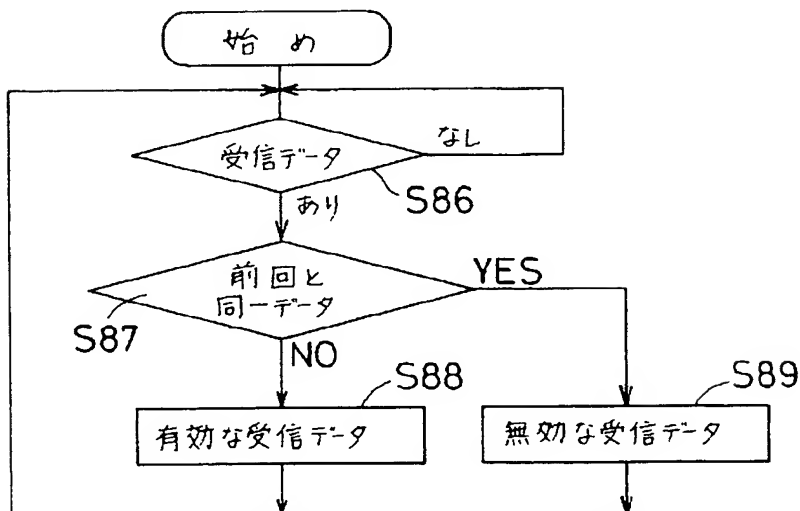 始め
受信データ
なし
S86
あり
前回と
同一データ
YES
S87
NO
S88
S89
有効な受信データ
無効な受信データ